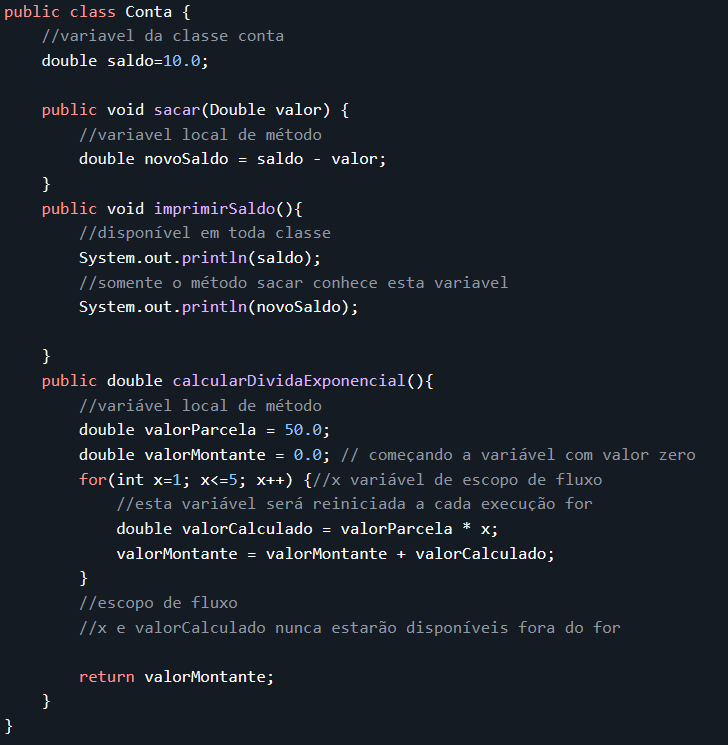 public class Conta {
    //variavel da classe conta
    double saldo=10.0;

    public void sacar(Double valor) {
        //variavel local de método
        double novoSaldo = saldo - valor;
    }
    public void imprimirSaldo(){
        //disponível em toda classe
        System.out.println(saldo);
        //somente o método sacar conhece esta variavel
        System.out.println(novoSaldo);

    }
    public double calcularDividaExponencial(){
        //variável local de método
        double valorParcela = 50.0;
        double valorMontante = 0.0; // começando a variável com valor zero
        for(int x=1; x<=5; x++) {//x variável de escopo de fluxo
            //esta variável será reiniciada a cada execução for
            double valorCalculado = valorParcela * x;
            valorMontante = valorMontante + valorCalculado;
        }
        //escopo de fluxo
        //x e valorCalculado nunca estarão disponíveis fora do for

        return valorMontante;
    }
}